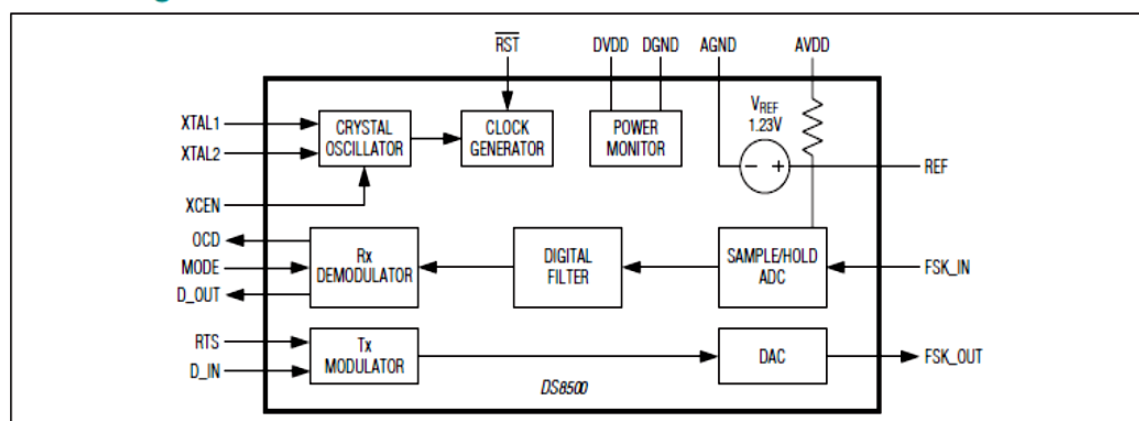 RST DVDD DGND AGND AVDD
XTAL1
XTAL2
XCEN
CRYSTAL
OSCILLATOR
CLOCK
GENERATOR
POWER
MONITOR
VREF
1.23V
- +
REF
OCD
MODE
D_OUT
Rx
DEMODULATOR
DIGITAL
FILTER
SAMPLE/HOLD
ADC
FSK_IN
RTS
D_IN
Tx
MODULATOR
DAC
FSK_OUT
DS8500